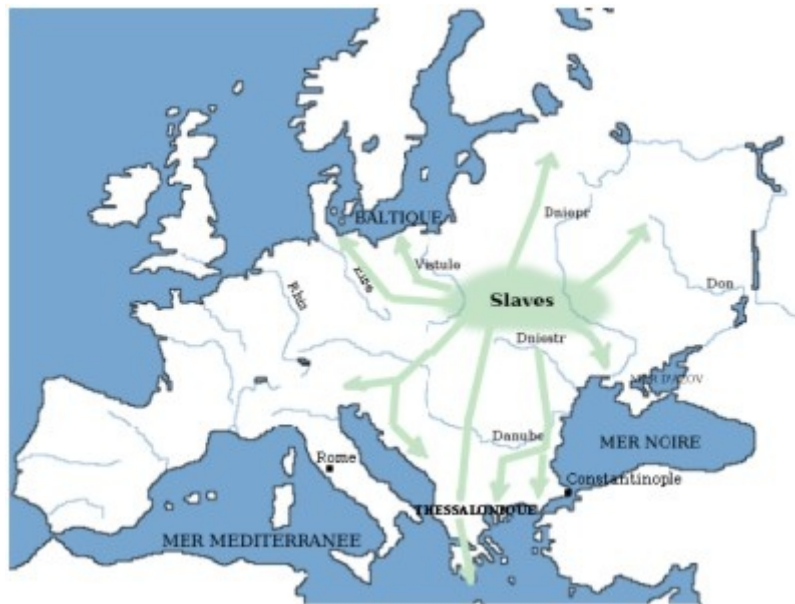 BALTIQUE
Dniepr
Vistule
Elbe
Rhin
Slaves
Don
Dniestr
MER D'AZOV
Danube
MER NOIRE
Rome
Constantinople
THESSALONIQUE
MER MEDITERRANEE